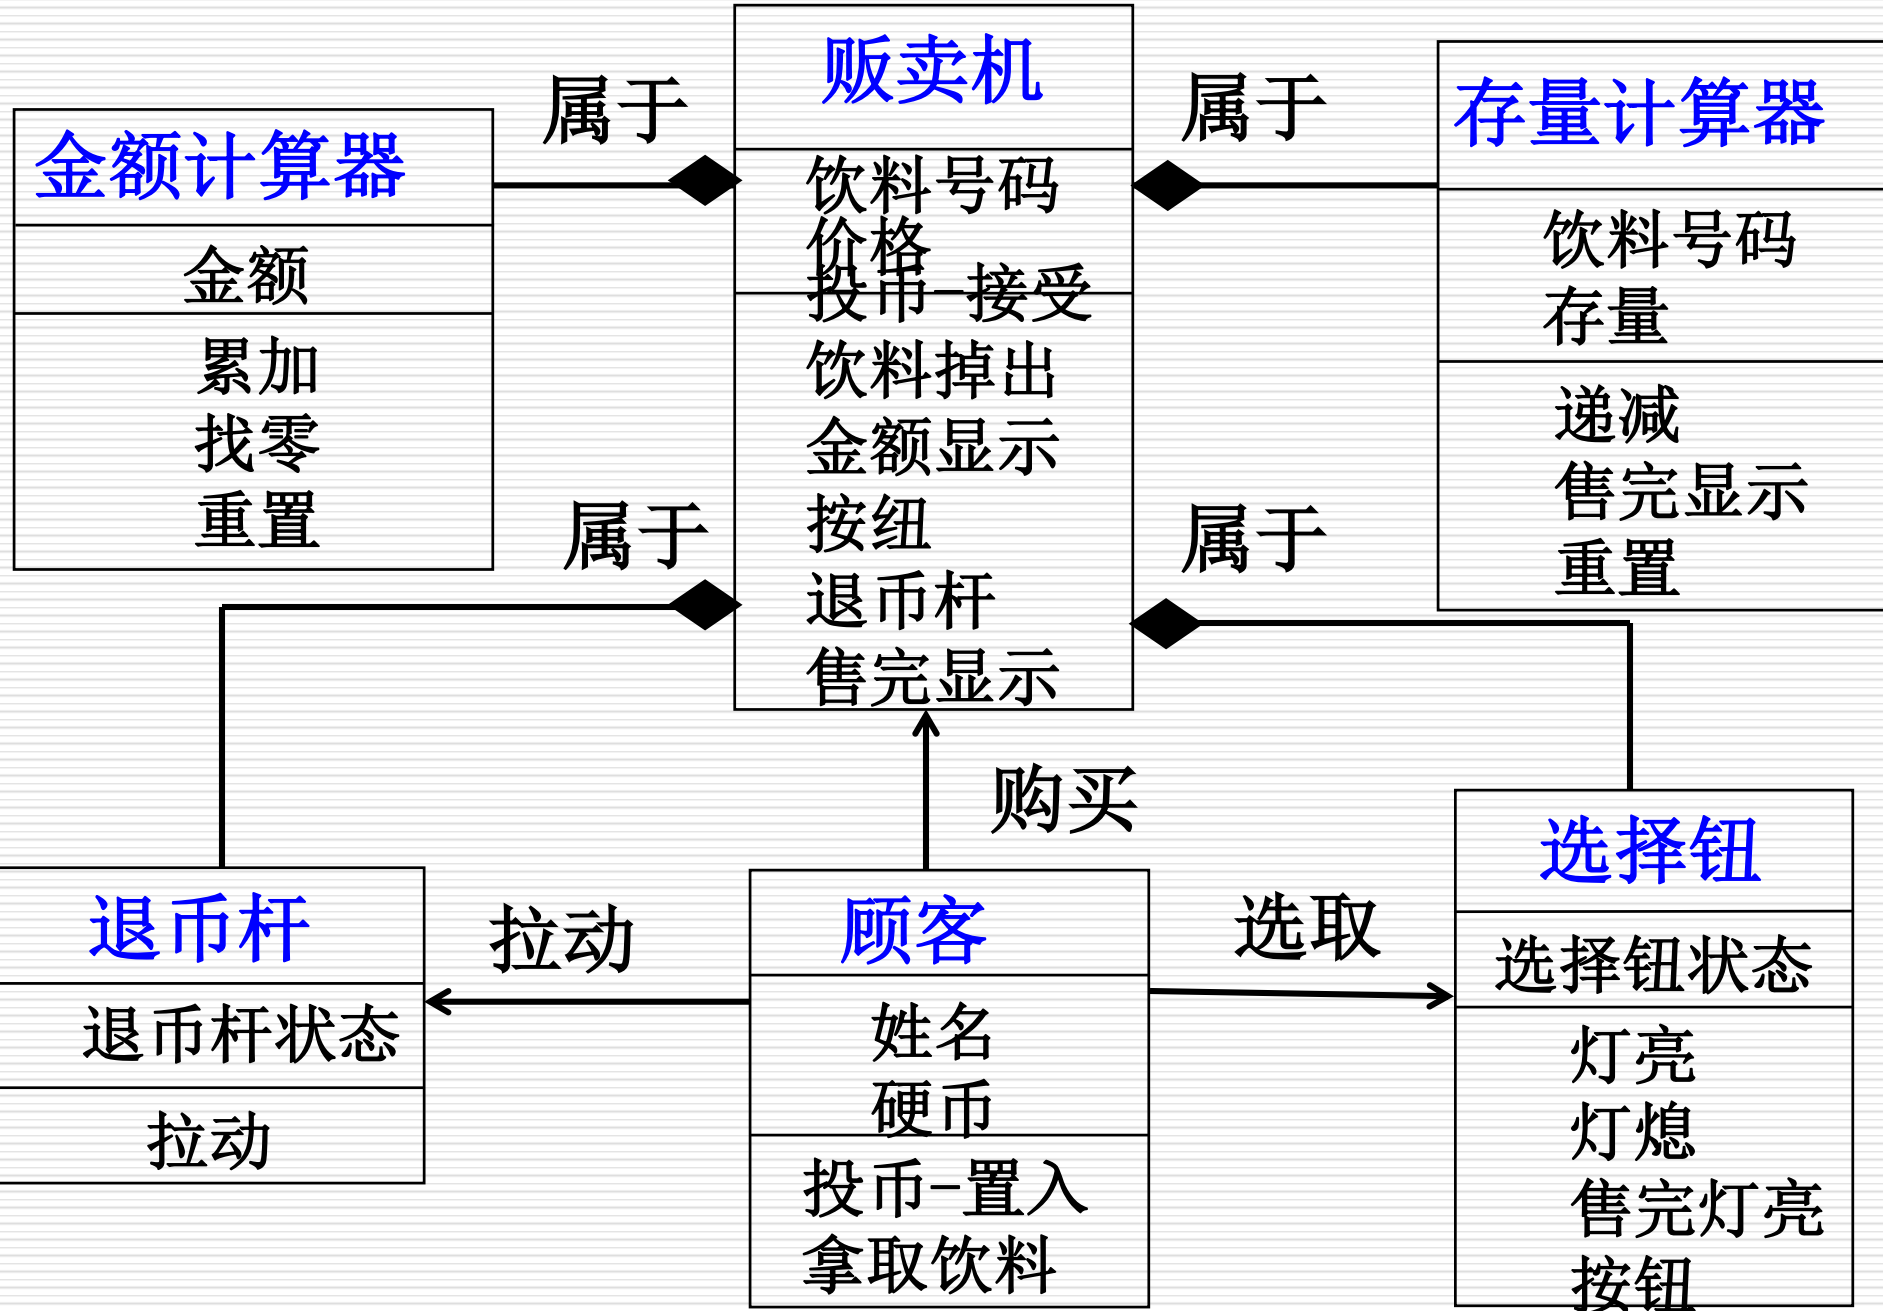 贩卖机
饮料号码
价格
投币-接受
饮料掉出
金额显示
按纽
退币杆
售完显示
属于
属于
金额计算器
金额
累加
找零
重置
存量计算器
饮料号码
存量
递减
售完显示
重置
属于
属于
购买
退币杆
退币杆状态
拉动
拉动
顾客
姓名
硬币
投币-置入
拿取饮料
选取
选择钮
选择钮状态
灯亮
灯熄
售完灯亮
按钮